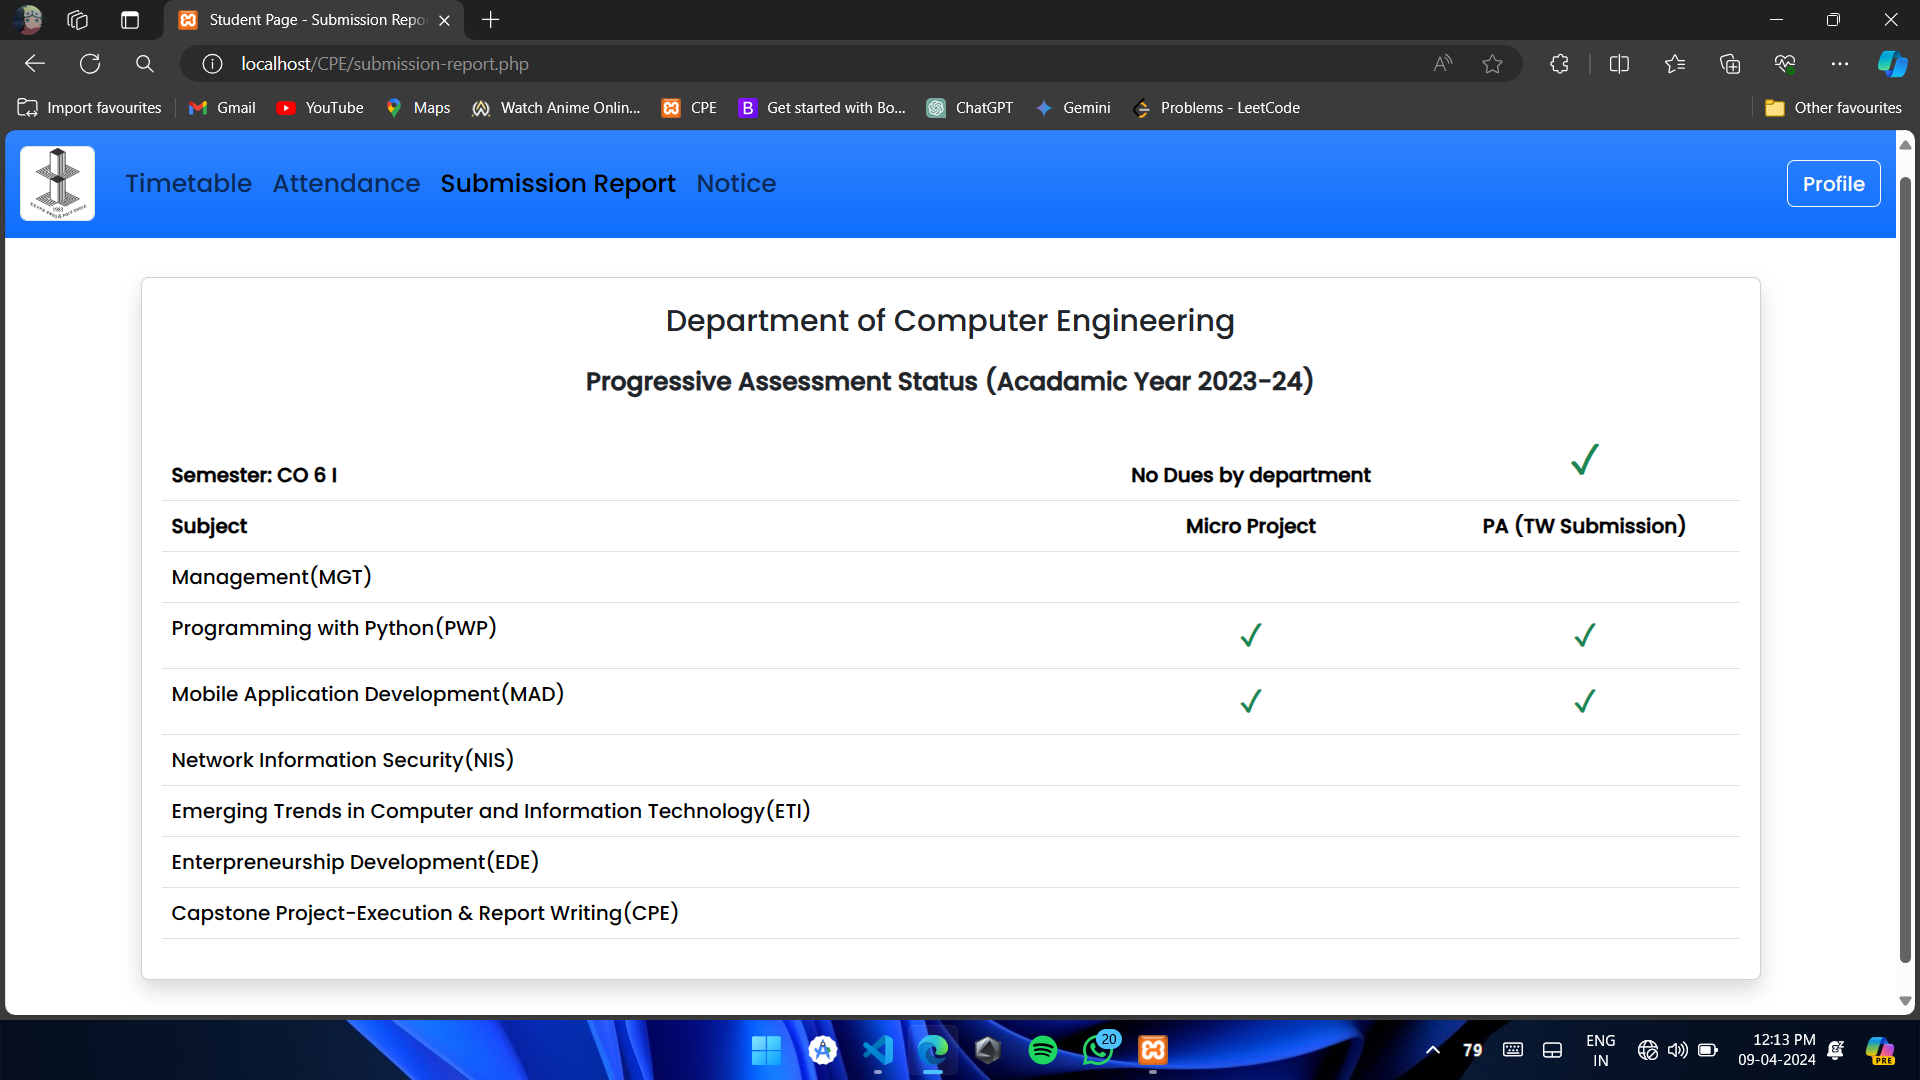 Student Page - Submission Repo
localhost/CPE/submission-report.php
Import favourites Gmail YouTube Maps Watch Anime Onlin... CPE B Get started with Bo... ChatGPT Gemini Problems - LeetCode Other favourites
Timetable Attendance Submission Report Notice Profile
1983
Department of Computer Engineering
Progressive Assessment Status (Acadamic Year 2023-24)
Semester: CO 6 I No Dues by department ✓
Subject Micro Project PA (TW Submission)
Management(MGT)
Programming with Python(PWP) ✓ ✓
Mobile Application Development(MAD) ✓ ✓
Network Information Security(NIS)
Emerging Trends in Computer and Information Technology(ETI)
Enterpreneurship Development(EDE)
Capstone Project-Execution & Report Writing(CPE)
20
79
ENG
IN
12:13 PM
09-04-2024
PRE